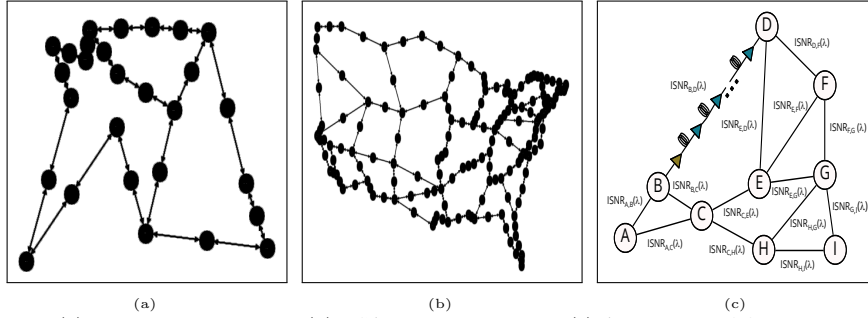 D
ISNR_{D,F}(λ)
ISNR_{B,D}(λ)
F
ISNR_{E,F}(λ)
ISNR_{E,D}(λ)
ISNR_{F,G}(λ)
B
ISNR_{B,C}(λ)
E
G
ISNR_{E,G}(λ)
ISNR_{A,B}(λ)
C
ISNR_{C,E}(λ)
ISNR_{G,I}(λ)
ISNR_{H,G}(λ)
A
ISNR_{A,C}(λ)
ISNR_{C,H}(λ)
H
I
ISNR_{H,I}(λ)
(a) (b) (c)